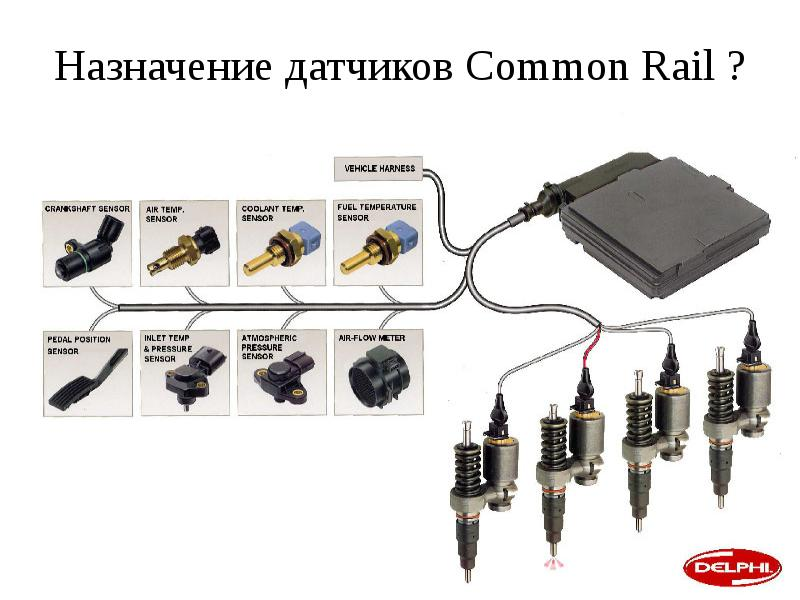 Назначение датчиков Common Rail ?
VEHICLE HARNESS
CRANKSHAFT SENSOR
AIR TEMP.
SENSOR
COOLANT TEMP.
SENSOR
FUEL TEMPERATURE
SENSOR
PEDAL POSITION
SENSOR
INLET TEMP
& PRESSURE
SENSOR
ATMOSPHERIC
PRESSURE
SENSOR
AIR-FLOW METER
DELPHI